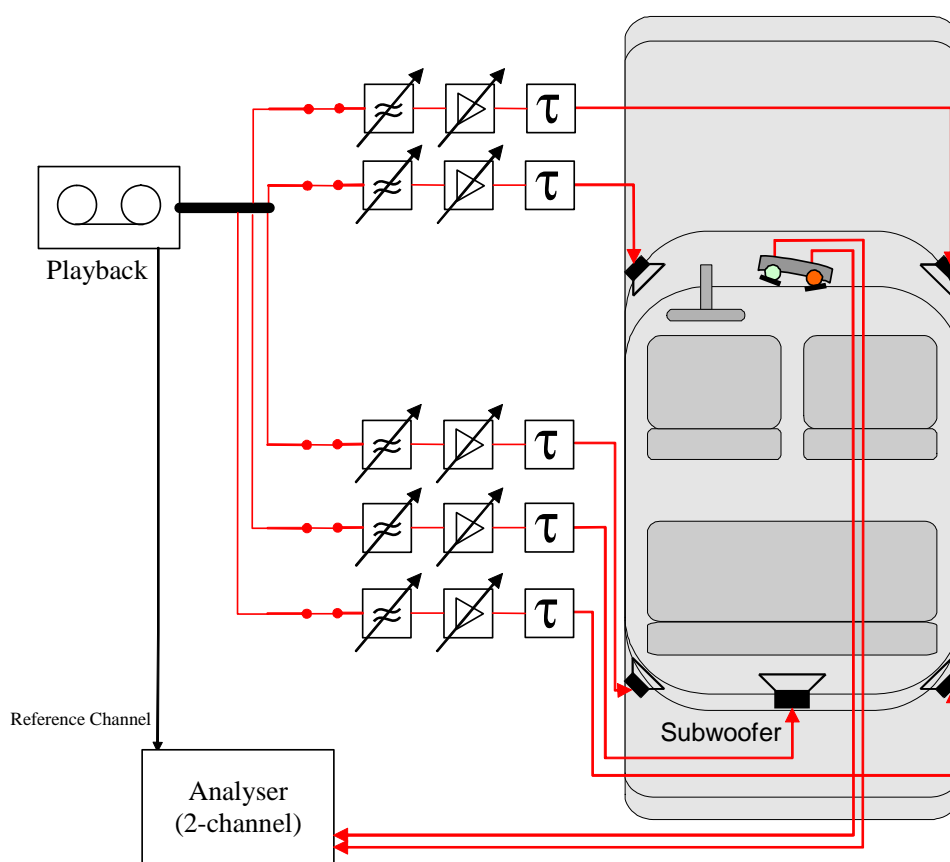 τ
τ
Playback
τ
τ
τ
Reference Channel
Subwoofer
Analyser
(2-channel)